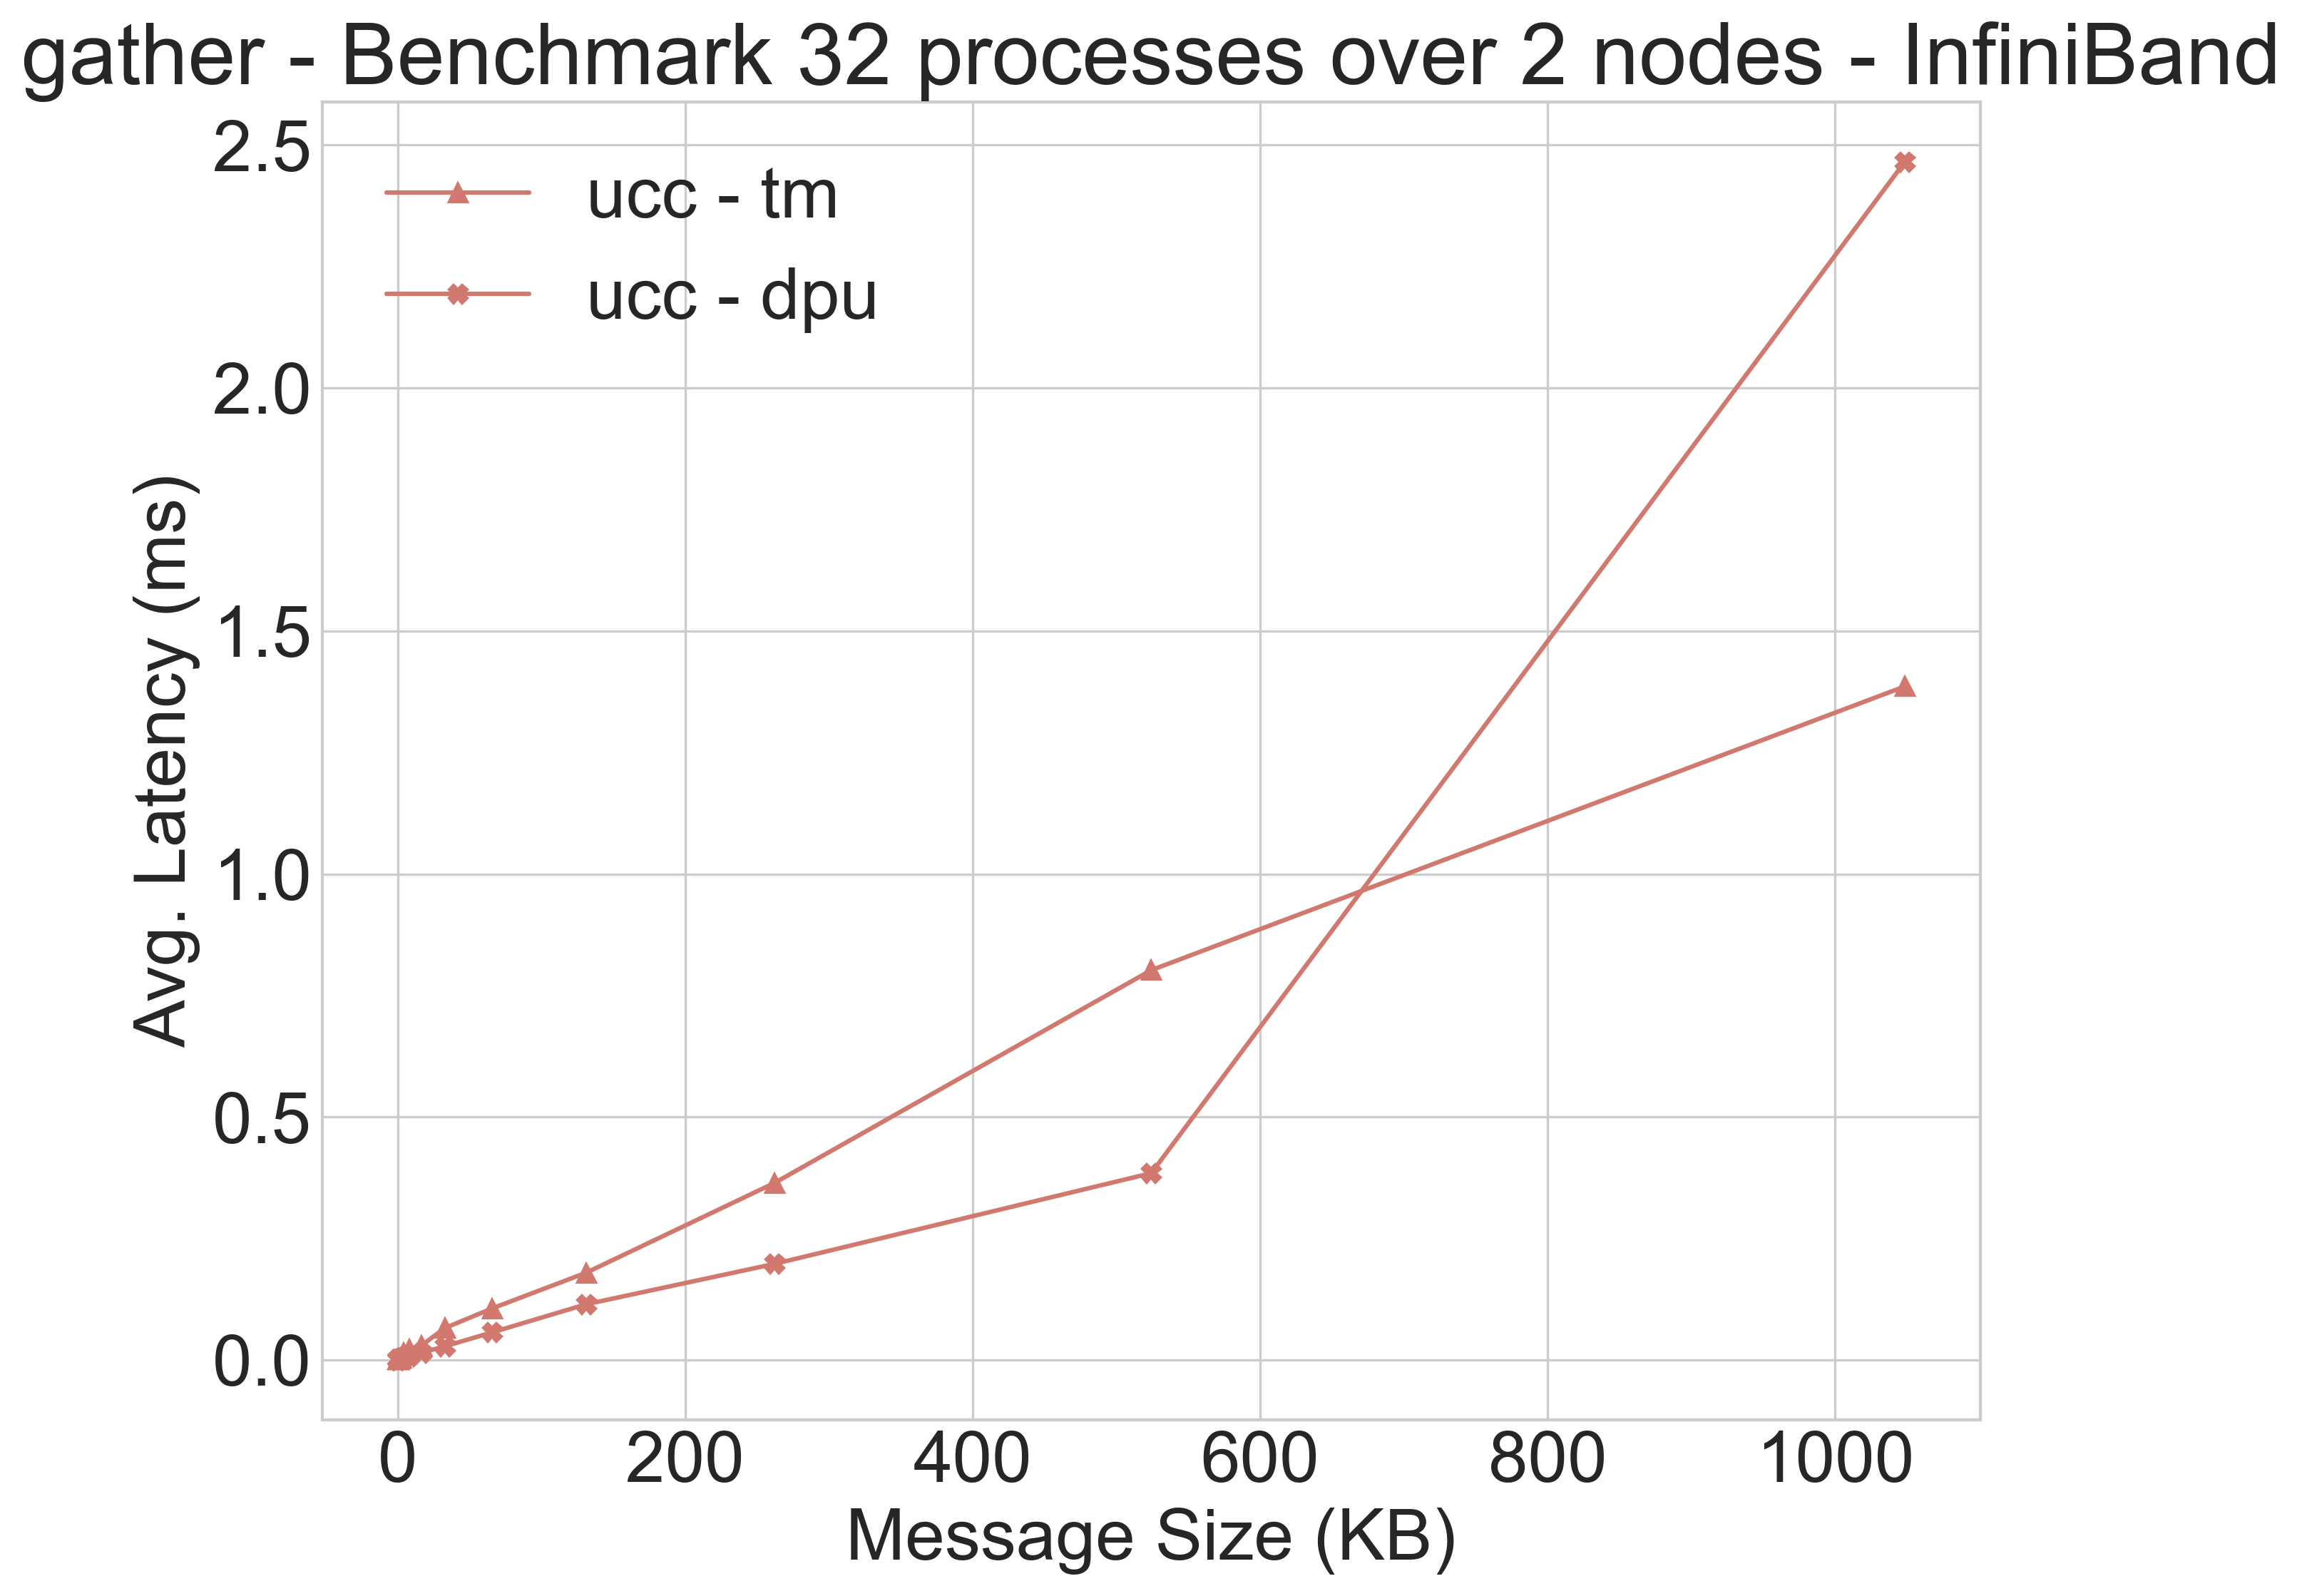 gather - Benchmark 32 processes over 2 nodes - InfiniBand
ucc - tm
ucc - dpu
2.5
2.0
1.5
1.0
0.5
0.0
Avg. Latency (ms)
0 200 400 600 800 1000
Message Size (KB)